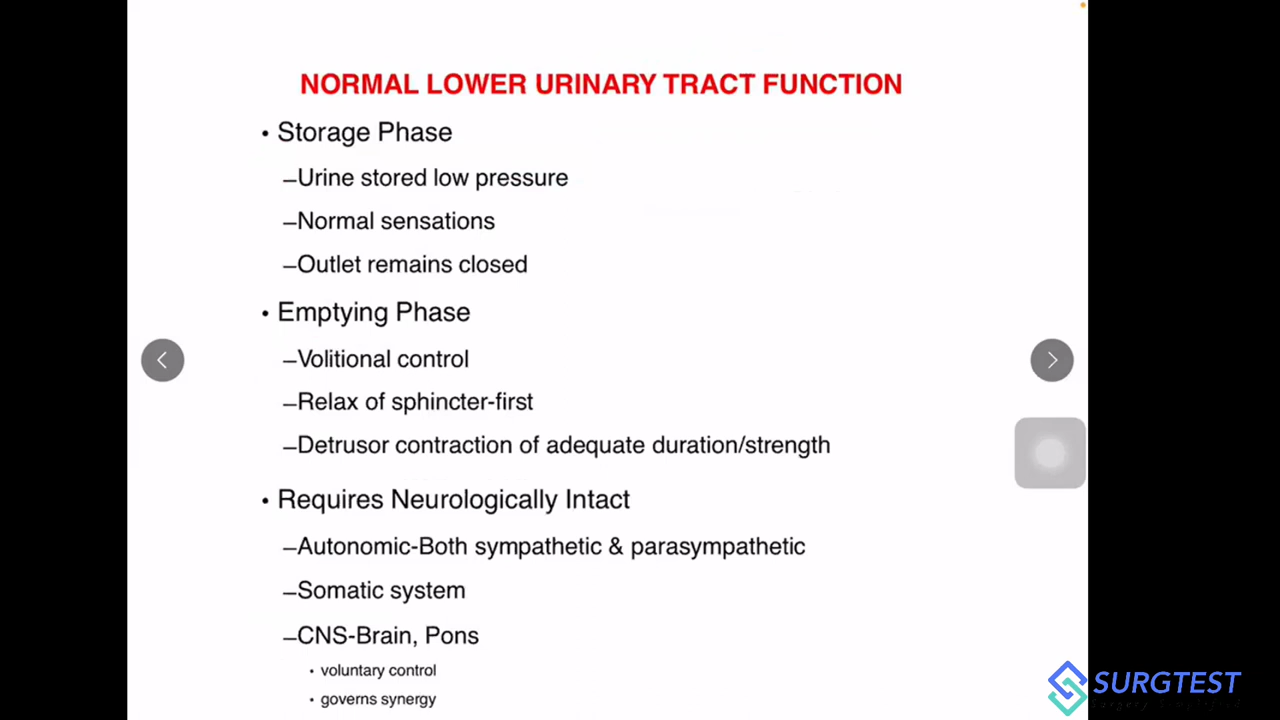 NORMAL LOWER URINARY TRACT FUNCTION
• Storage Phase
–Urine stored low pressure
–Normal sensations
–Outlet remains closed
• Emptying Phase
–Volitional control
–Relax of sphincter-first
–Detrusor contraction of adequate duration/strength
• Requires Neurologically Intact
–Autonomic-Both sympathetic & parasympathetic
–Somatic system
–CNS-Brain, Pons
• voluntary control
• governs synergy
SURGTEST
Surgery Simplified